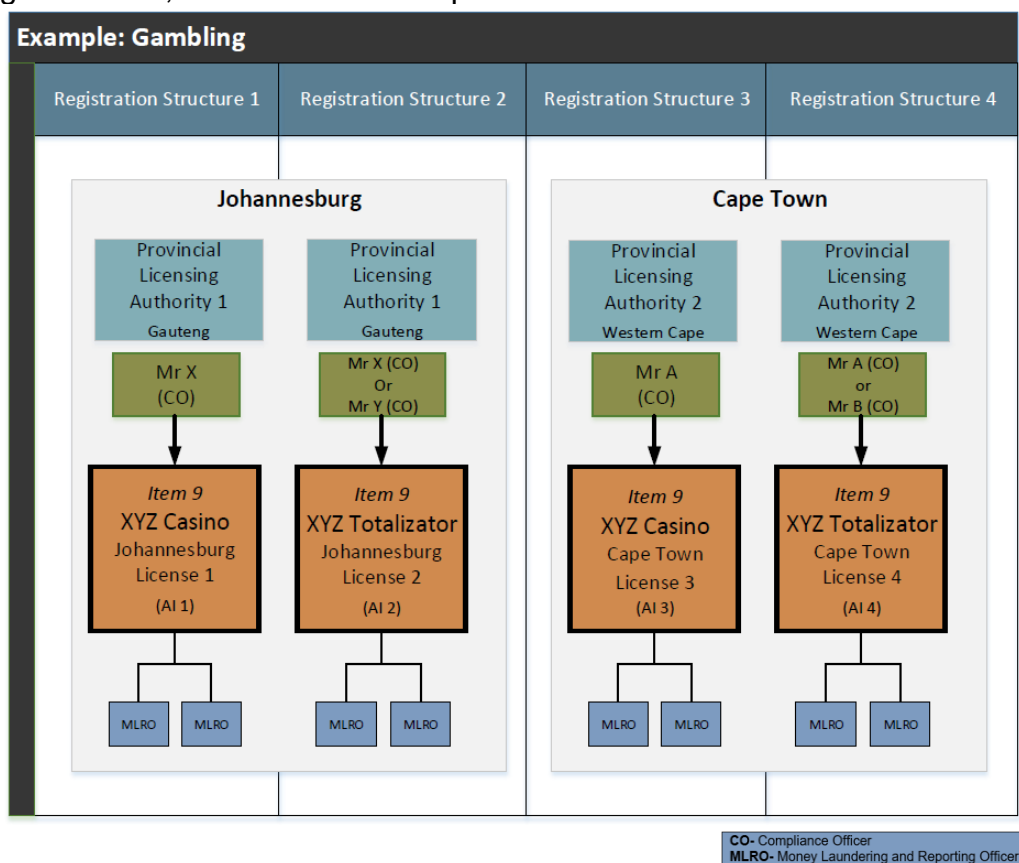 Example: Gambling
Registration Structure 1
Registration Structure 2
Registration Structure 3
Registration Structure 4
Johannesburg
Provincial
Licensing
Authority 1
Gauteng
Mr X
(CO)
Item 9
XYZ Casino
Johannesburg
License 1
(AI 1)
MLRO
MLRO
Provincial
Licensing
Authority 1
Gauteng
Mr X (CO)
Or
Mr Y (CO)
Item 9
XYZ Totalizator
Johannesburg
License 2
(AI 2)
MLRO
MLRO
Cape Town
Provincial
Licensing
Authority 2
Western Cape
Mr A
(CO)
Item 9
XYZ Casino
Cape Town
License 3
(AI 3)
MLRO
MLRO
Provincial
Licensing
Authority 2
Western Cape
Mr A (CO)
or
Mr B (CO)
Item 9
XYZ Totalizator
Cape Town
License 4
(AI 4)
MLRO
MLRO
CO- Compliance Officer
MLRO- Money Laundering and Reporting Officer